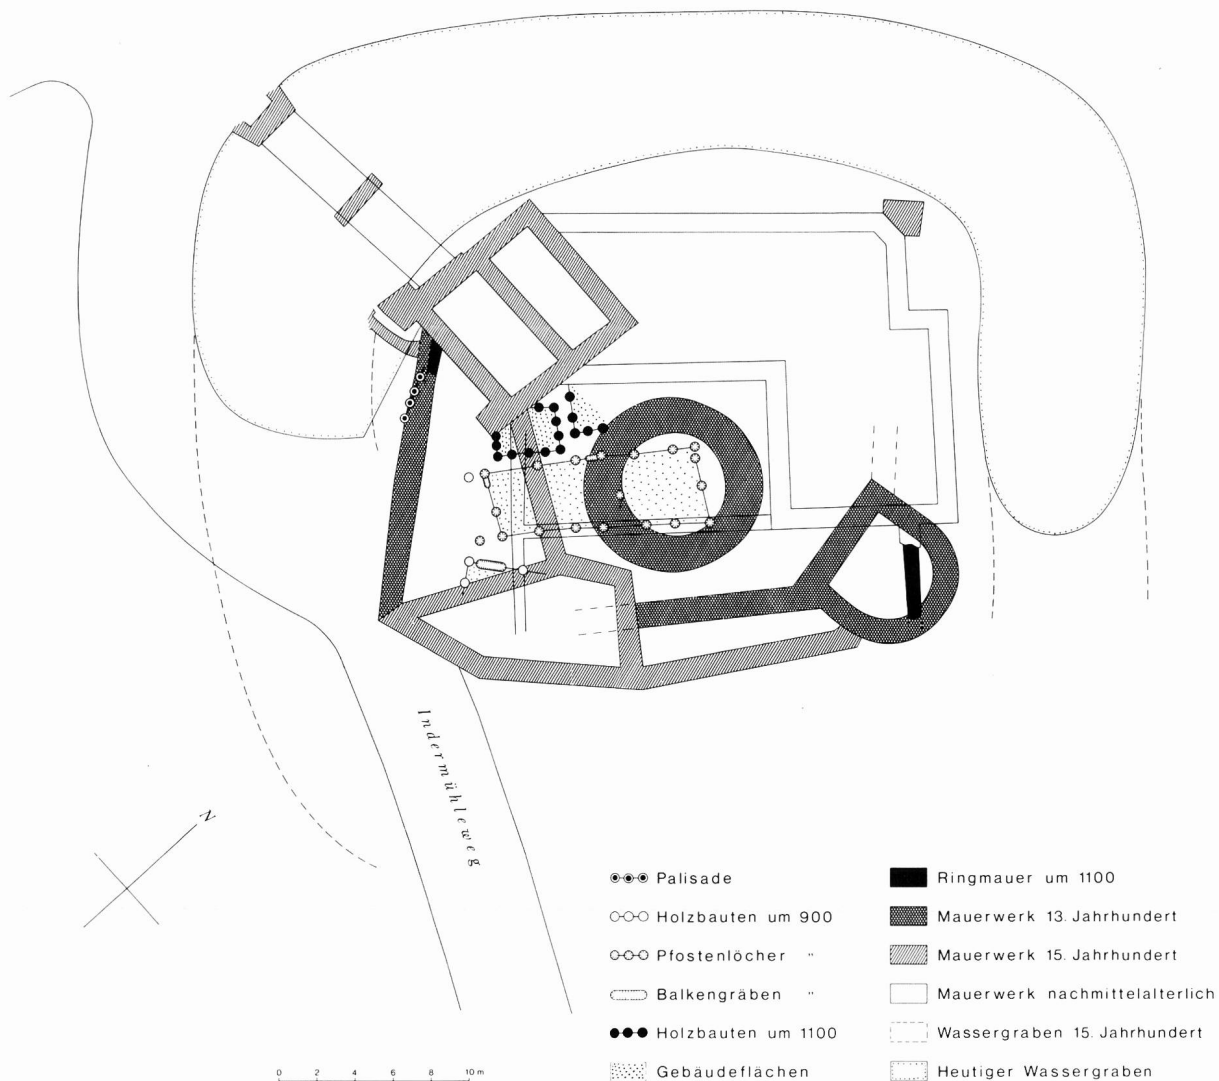 Indermühleweg
N
Palisade
Holzbauten um 900
Pfostenlöcher "
Balkengräben "
Holzbauten um 1100
Gebäudeflächen
Ringmauer um 1100
Mauerwerk 13. Jahrhundert
Mauerwerk 15. Jahrhundert
Mauerwerk nachmittelalterlich
Wassergraben 15. Jahrhundert
Heutiger Wassergraben
0 2 4 6 8 10 m